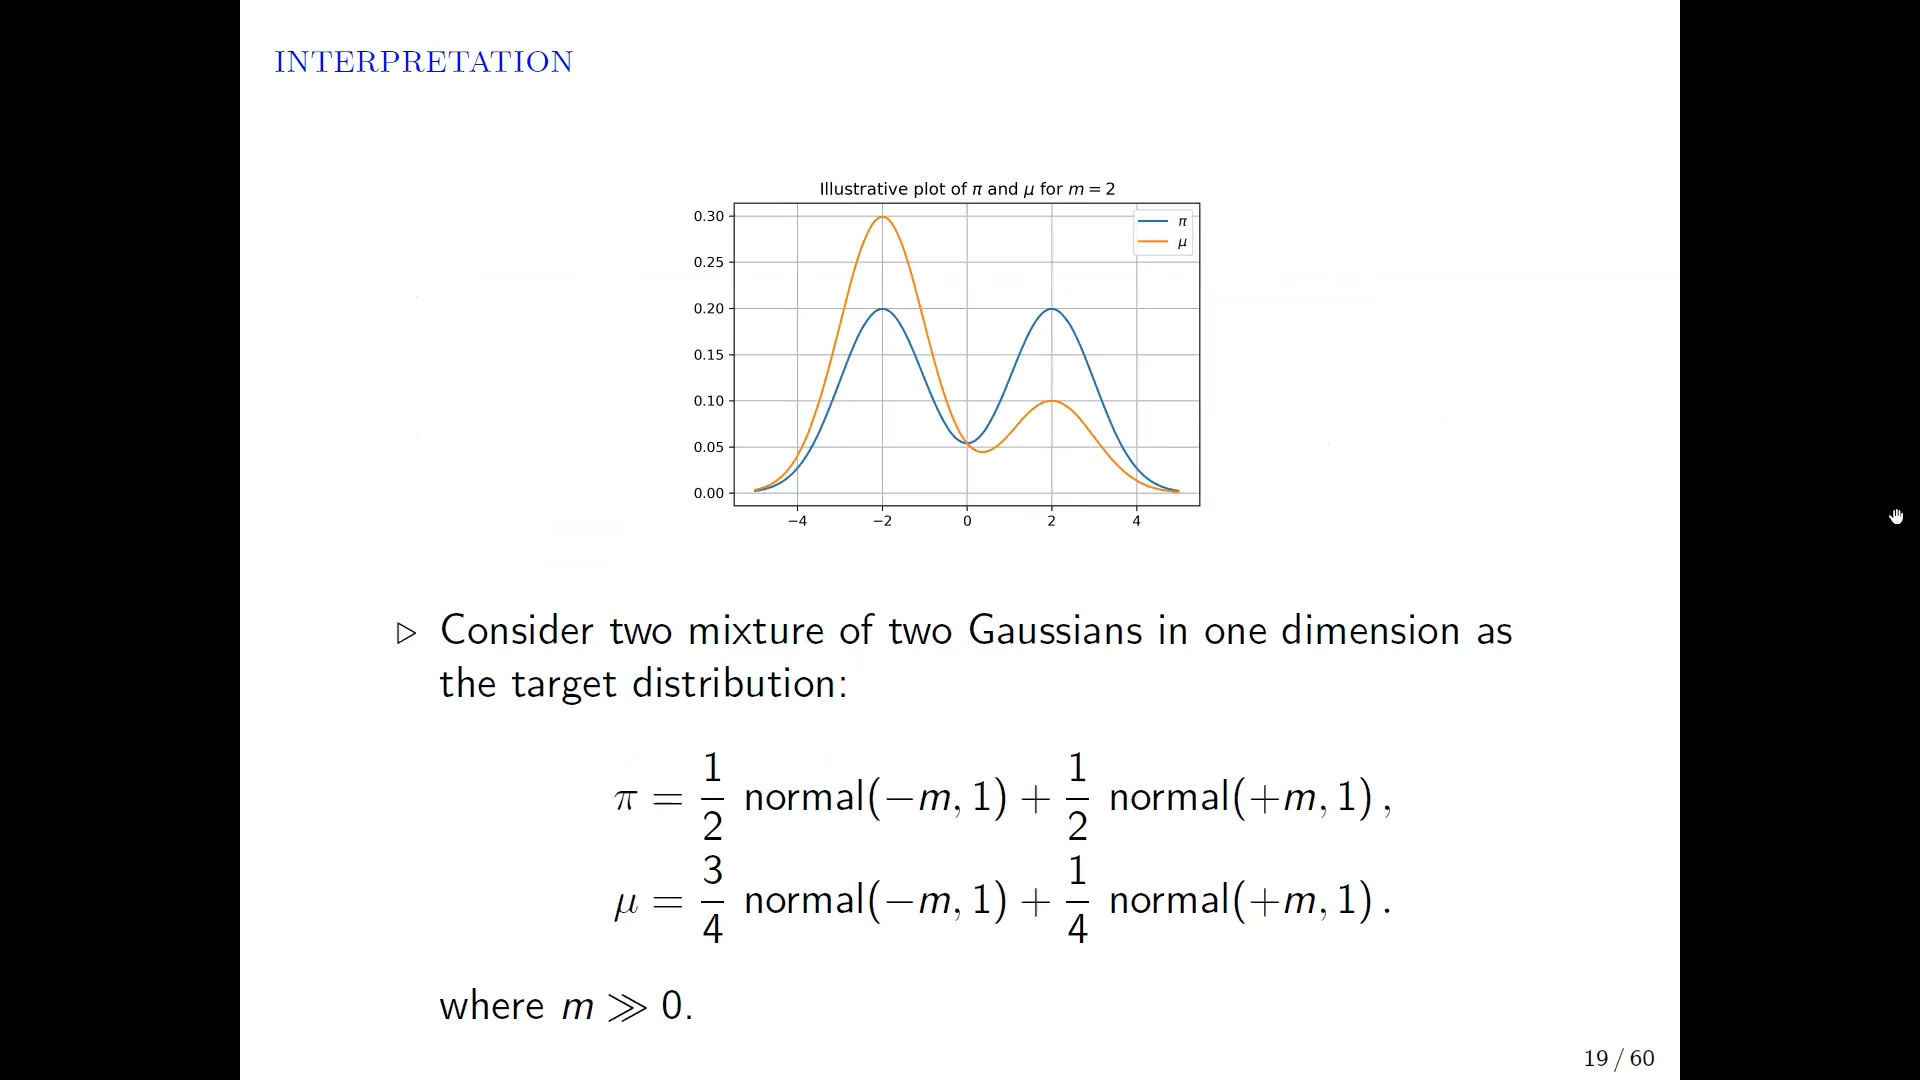 INTERPRETATION
Illustrative plot of π and μ for m = 2
π
μ
0.30
0.25
0.20
0.15
0.10
0.05
0.00
−4 −2 0 2 4
▷ Consider two mixture of two Gaussians in one dimension as
the target distribution:
π = 1/2 normal(−m, 1) + 1/2 normal(+m, 1) ,
μ = 3/4 normal(−m, 1) + 1/4 normal(+m, 1) .
where m ≫ 0.
19 / 60